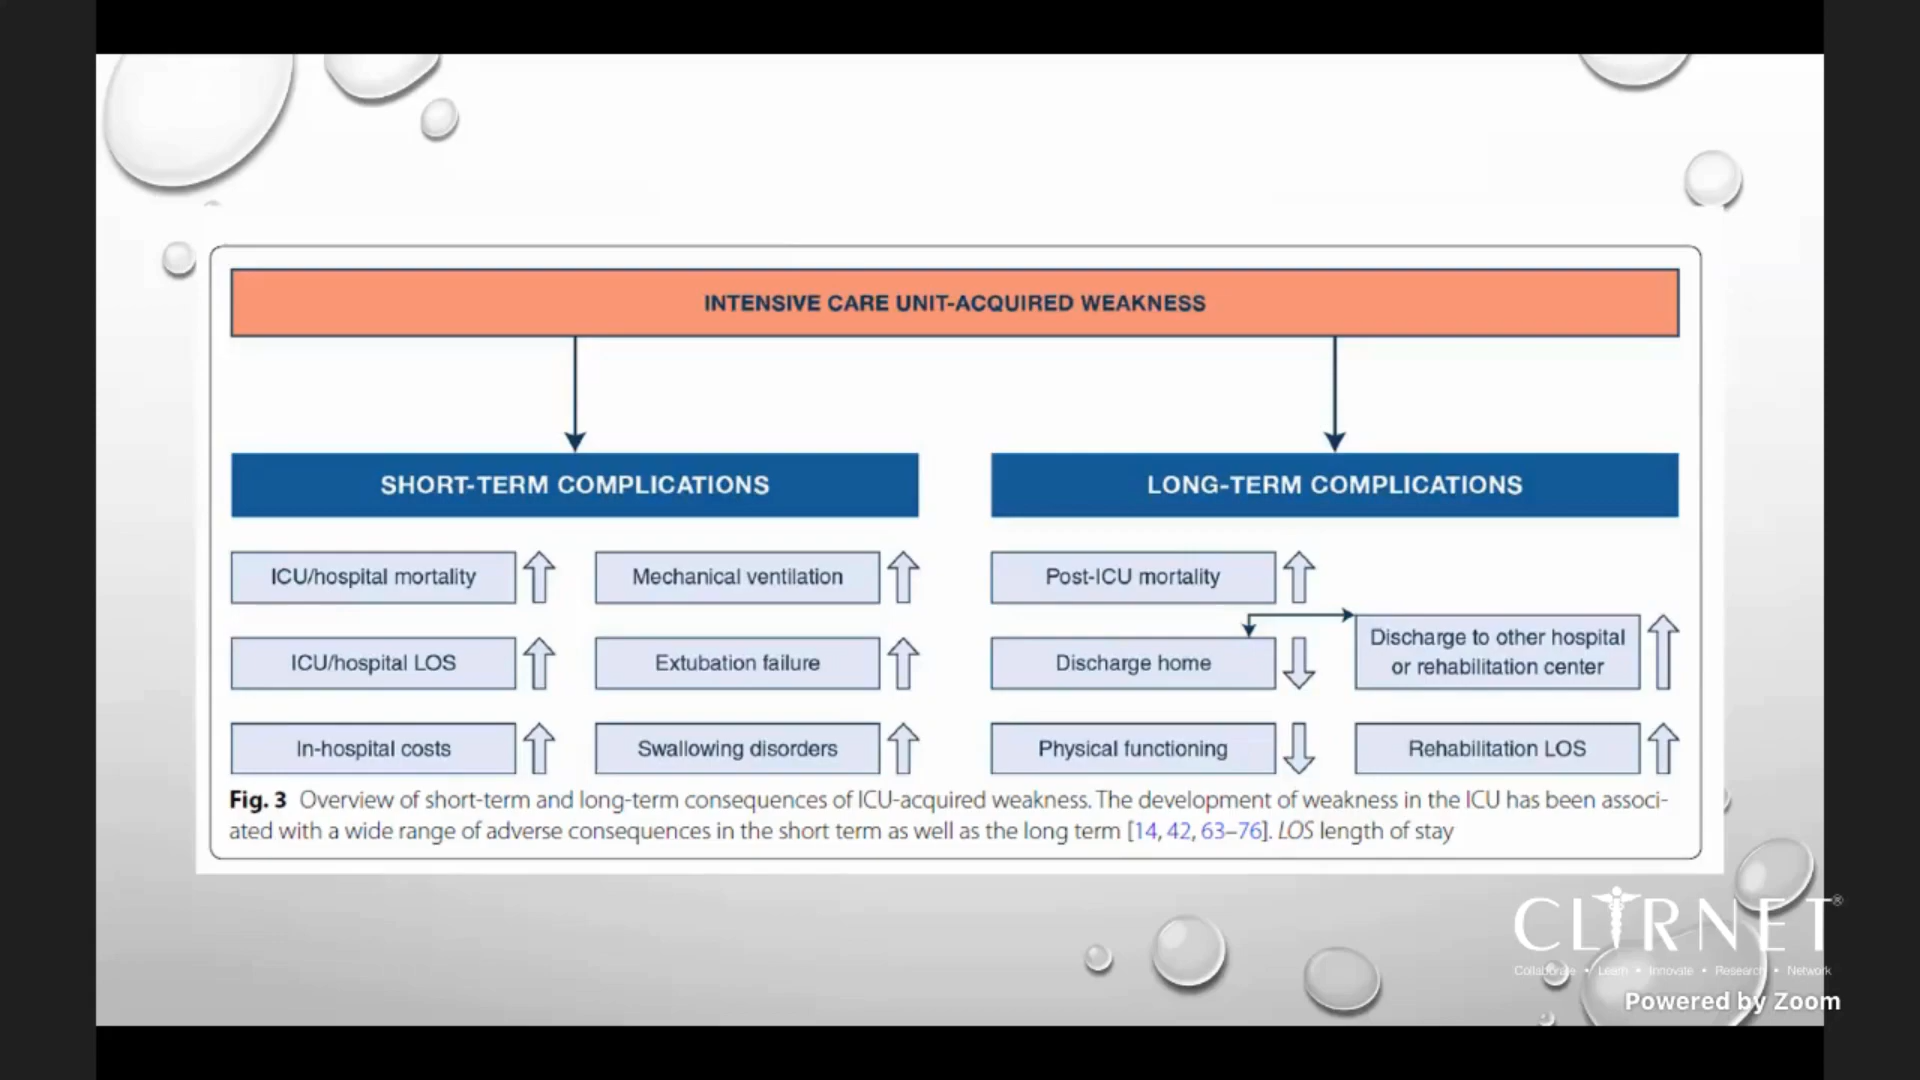 INTENSIVE CARE UNIT-ACQUIRED WEAKNESS
SHORT-TERM COMPLICATIONS
LONG-TERM COMPLICATIONS
ICU/hospital mortality
Mechanical ventilation
Post-ICU mortality
ICU/hospital LOS
Extubation failure
Discharge home
Discharge to other hospital
or rehabilitation center
In-hospital costs
Swallowing disorders
Physical functioning
Rehabilitation LOS
Fig. 3 Overview of short-term and long-term consequences of ICU-acquired weakness. The development of weakness in the ICU has been associ-
ated with a wide range of adverse consequences in the short term as well as the long term [14, 42, 63–76]. LOS length of stay
CLIRNET®
Collaborate • Learn • Innovate • Research • Network
Powered by Zoom